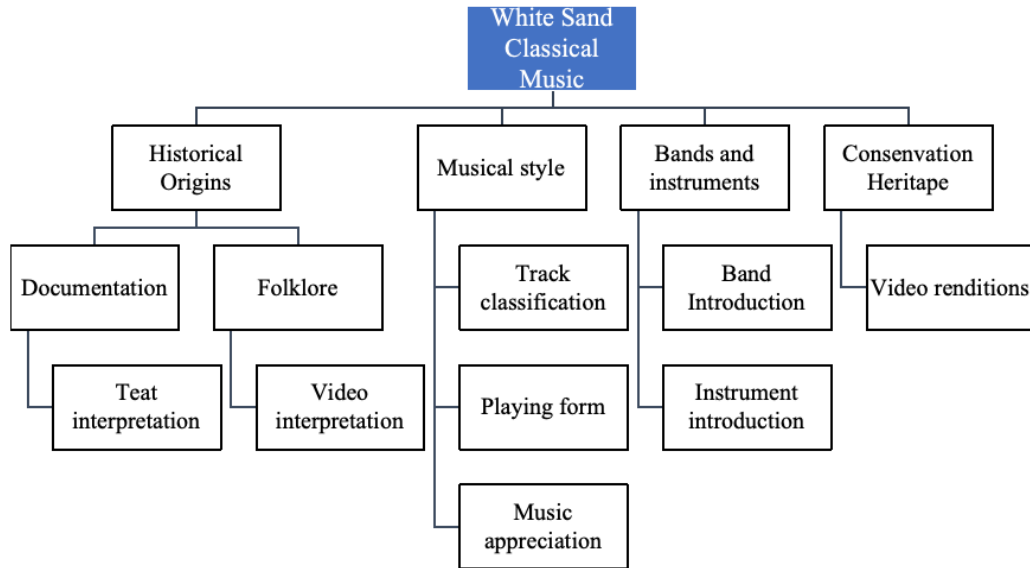 White Sand
Classical
Music
Historical
Origins
Musical style
Bands and
instruments
Consenvation
Heritape
Documentation
Folklore
Track
classification
Band
Introduction
Video renditions
Teat
interpretation
Video
interpretation
Playing form
Instrument
introduction
Music
appreciation